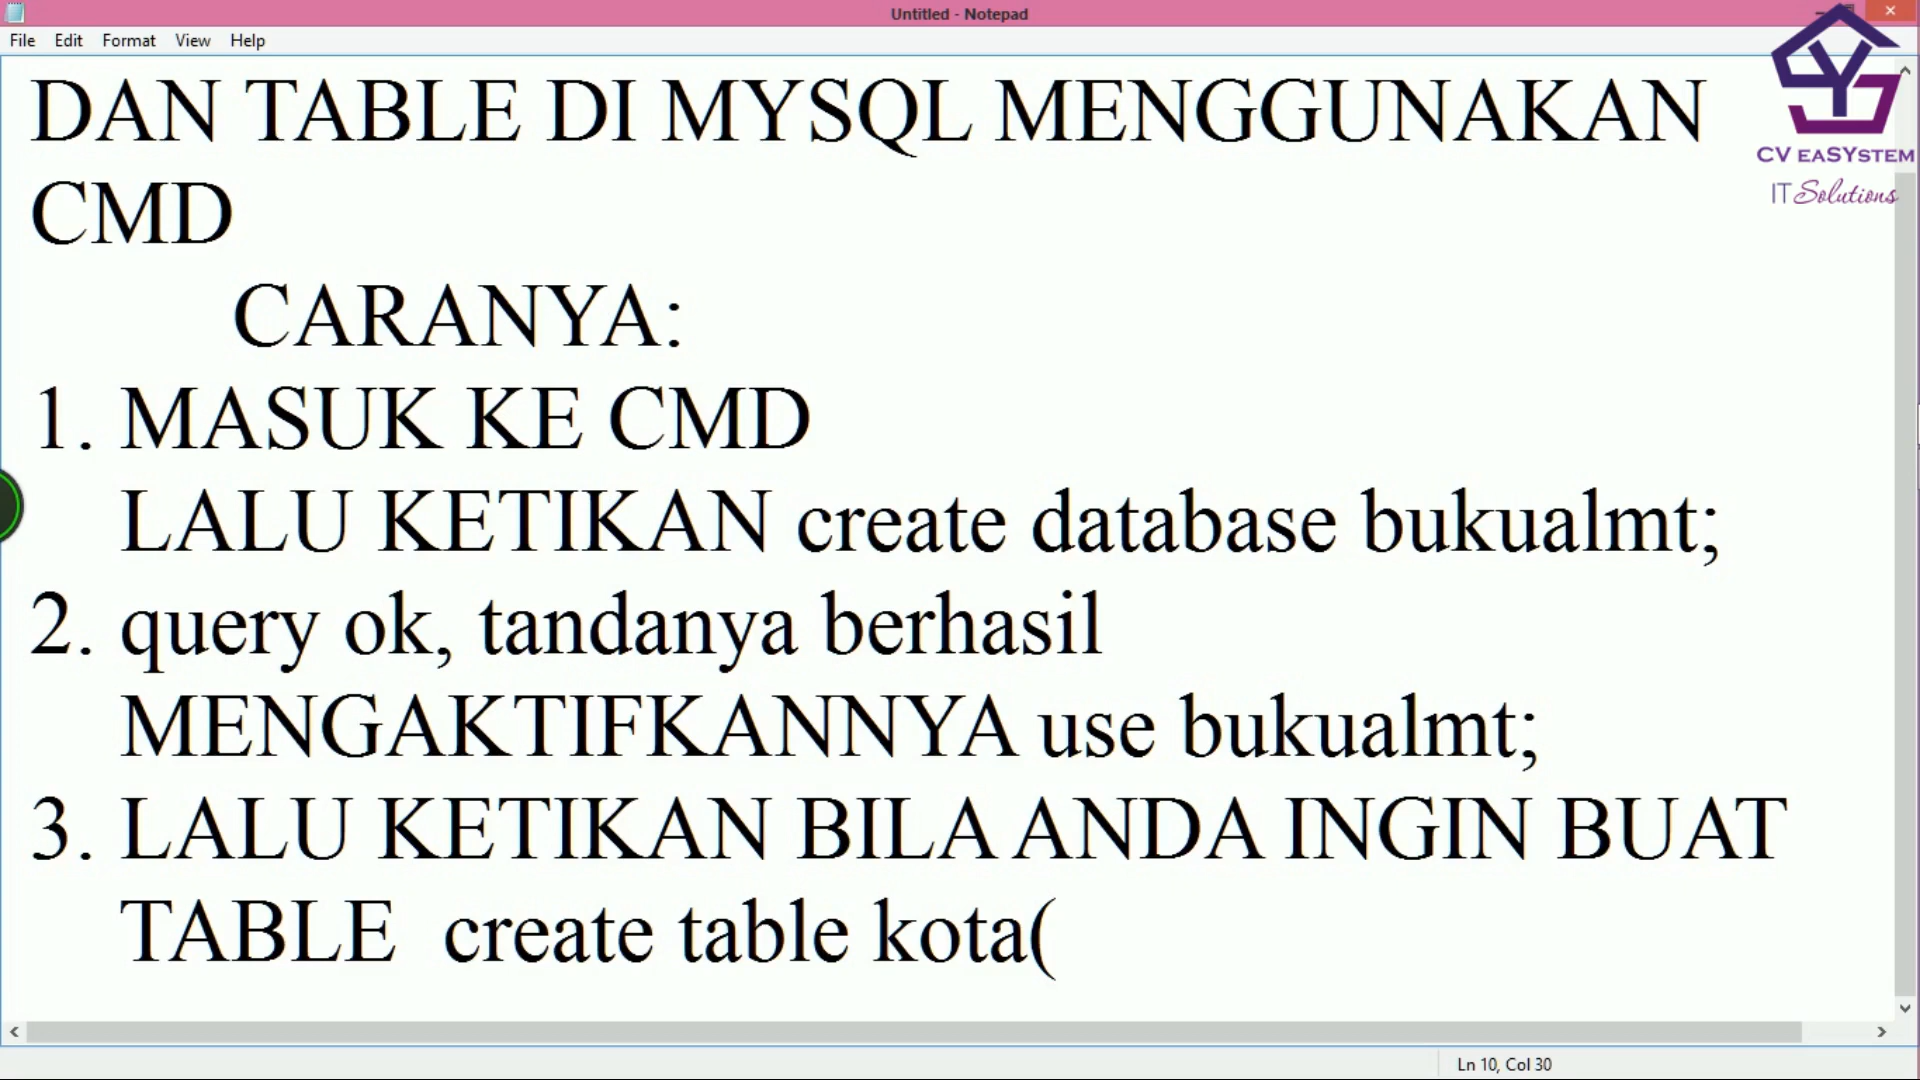 Untitled - Notepad
File Edit Format View Help
DAN TABLE DI MYSQL MENGGUNAKAN
CMD
CARANYA:
1. MASUK KE CMD
LALU KETIKAN create database bukualmt;
2. query ok, tandanya berhasil
MENGAKTIFKANNYA use bukualmt;
3. LALU KETIKAN BILA ANDA INGIN BUAT
TABLE  create table kota(
CV EASYSTEM
IT Solutions
Ln 10, Col 30